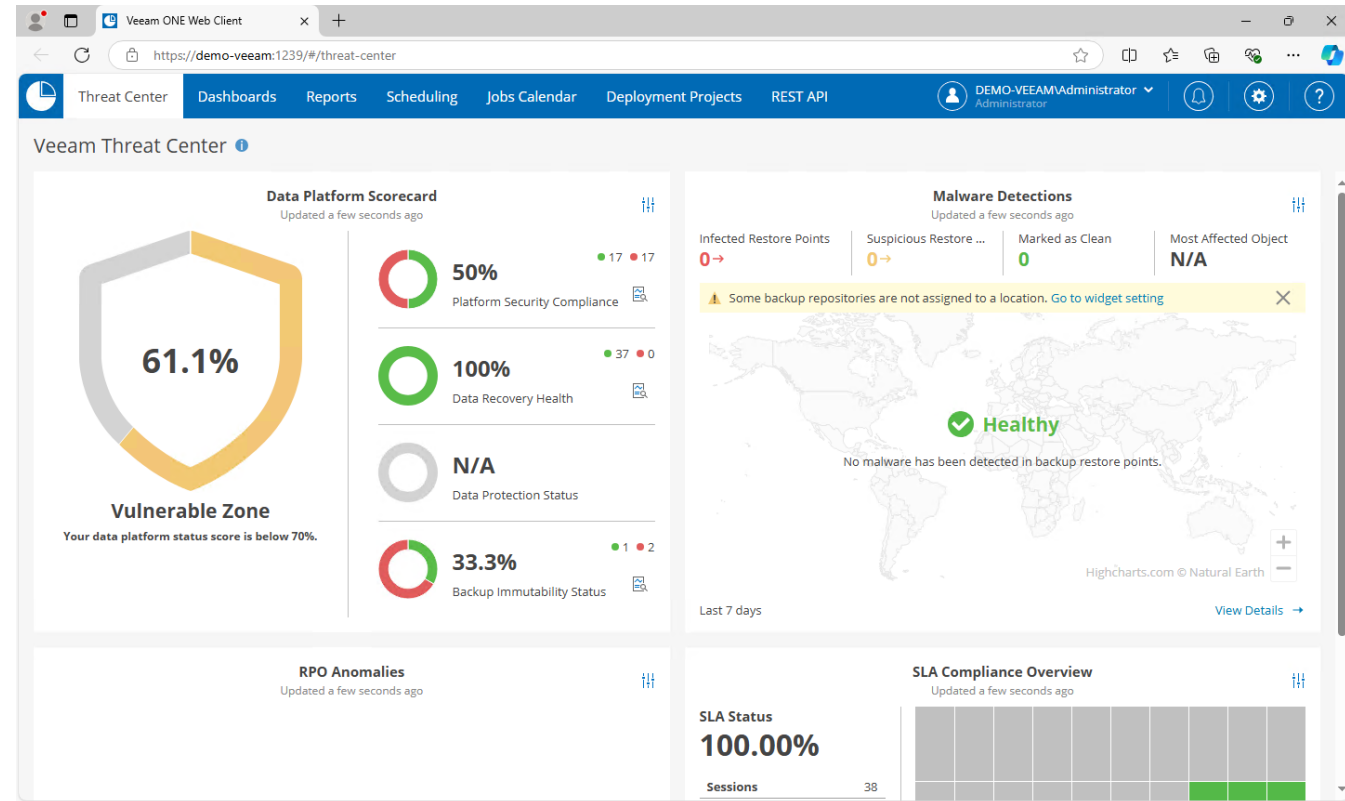 Veeam ONE Web Client
https://demo-veeam:1239/#/threat-center
Threat Center
Dashboards
Reports
Scheduling
Jobs Calendar
Deployment Projects
REST API
DEMO-VEEAM\Administrator
Administrator
Veeam Threat Center
Data Platform Scorecard
Updated a few seconds ago
61.1%
Vulnerable Zone
Your data platform status score is below 70%.
17 17
50%
Platform Security Compliance
37 0
100%
Data Recovery Health
N/A
Data Protection Status
1 2
33.3%
Backup Immutability Status
Malware Detections
Updated a few seconds ago
Infected Restore Points
0
Suspicious Restore ...
0
Marked as Clean
0
Most Affected Object
N/A
Some backup repositories are not assigned to a location. Go to widget setting
Healthy
No malware has been detected in backup restore points.
Highcharts.com © Natural Earth
Last 7 days
View Details
RPO Anomalies
Updated a few seconds ago
SLA Compliance Overview
Updated a few seconds ago
SLA Status
100.00%
Sessions 38